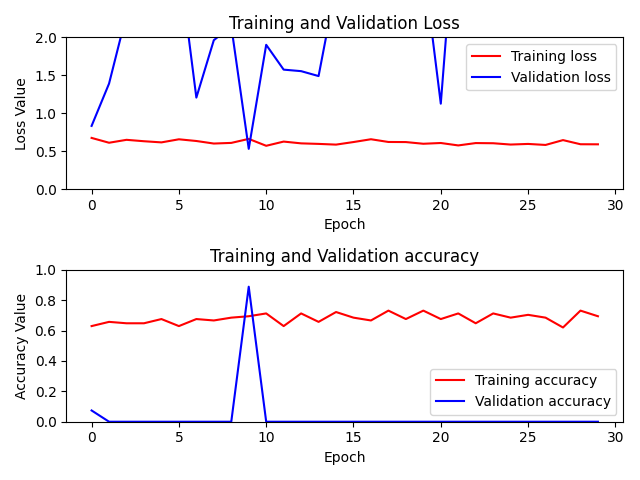 Training and Validation Loss
2.0
1.5
1.0
0.5
0.0
Loss Value
Training loss
Validation loss
0 5 10 15 20 25 30
Epoch
Training and Validation accuracy
1.0
0.8
0.6
0.4
0.2
0.0
Accuracy Value
Training accuracy
Validation accuracy
0 5 10 15 20 25 30
Epoch